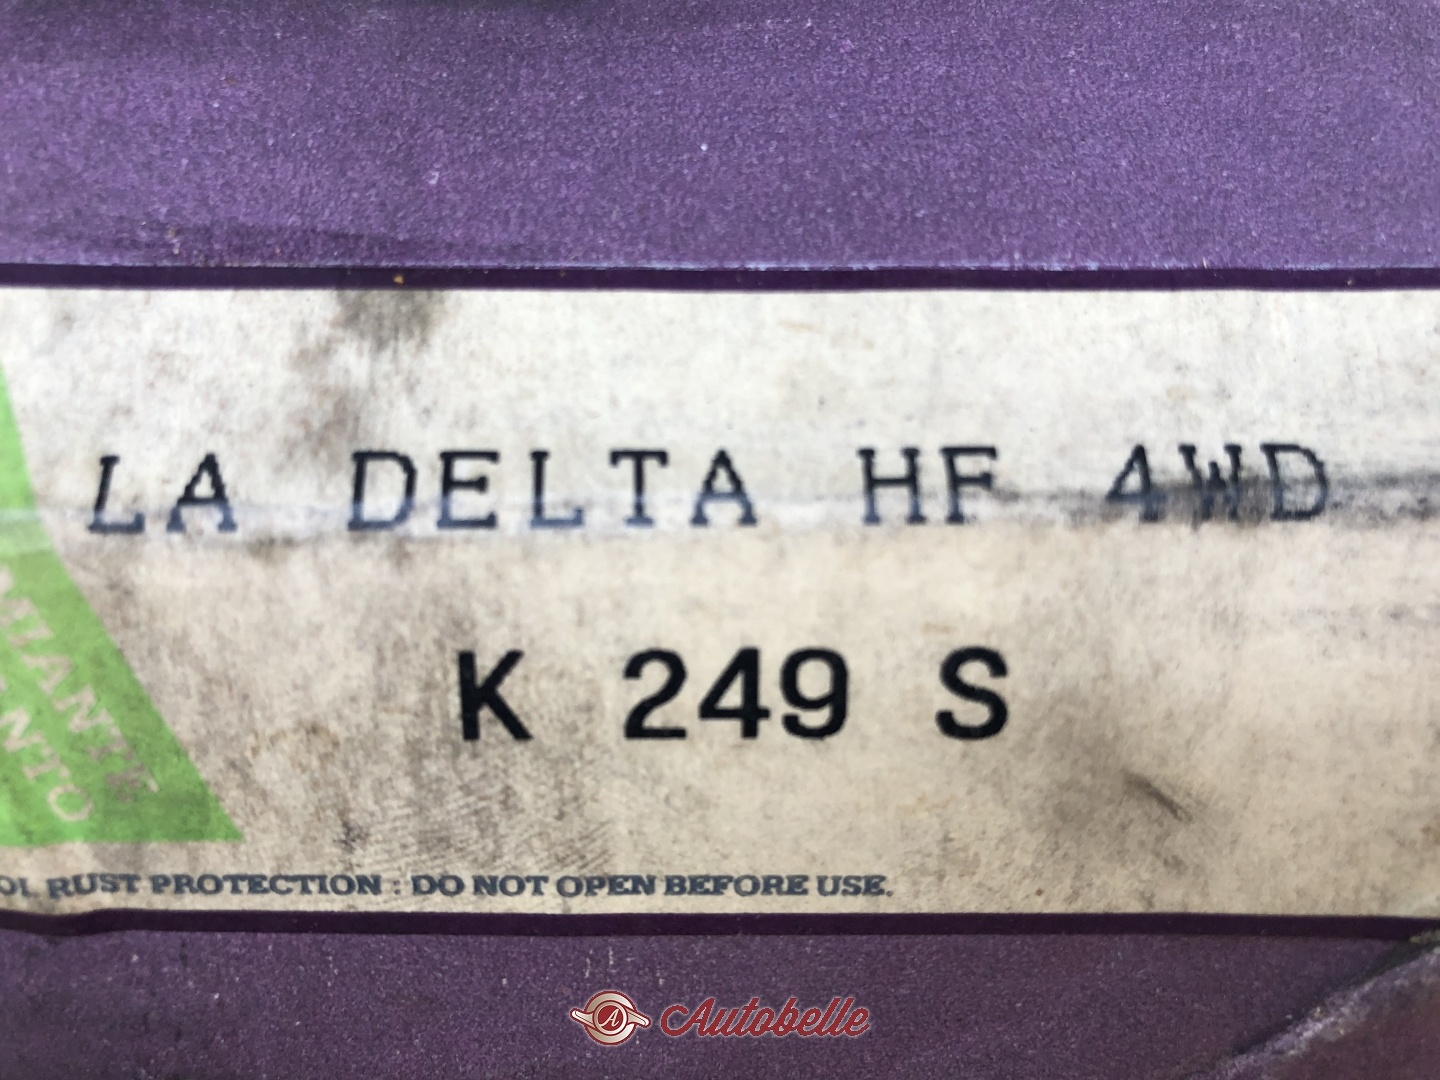 LA DELTA HF 4WD
K 249 S
RUST PROTECTION : DO NOT OPEN BEFORE USE.
A Autobelle